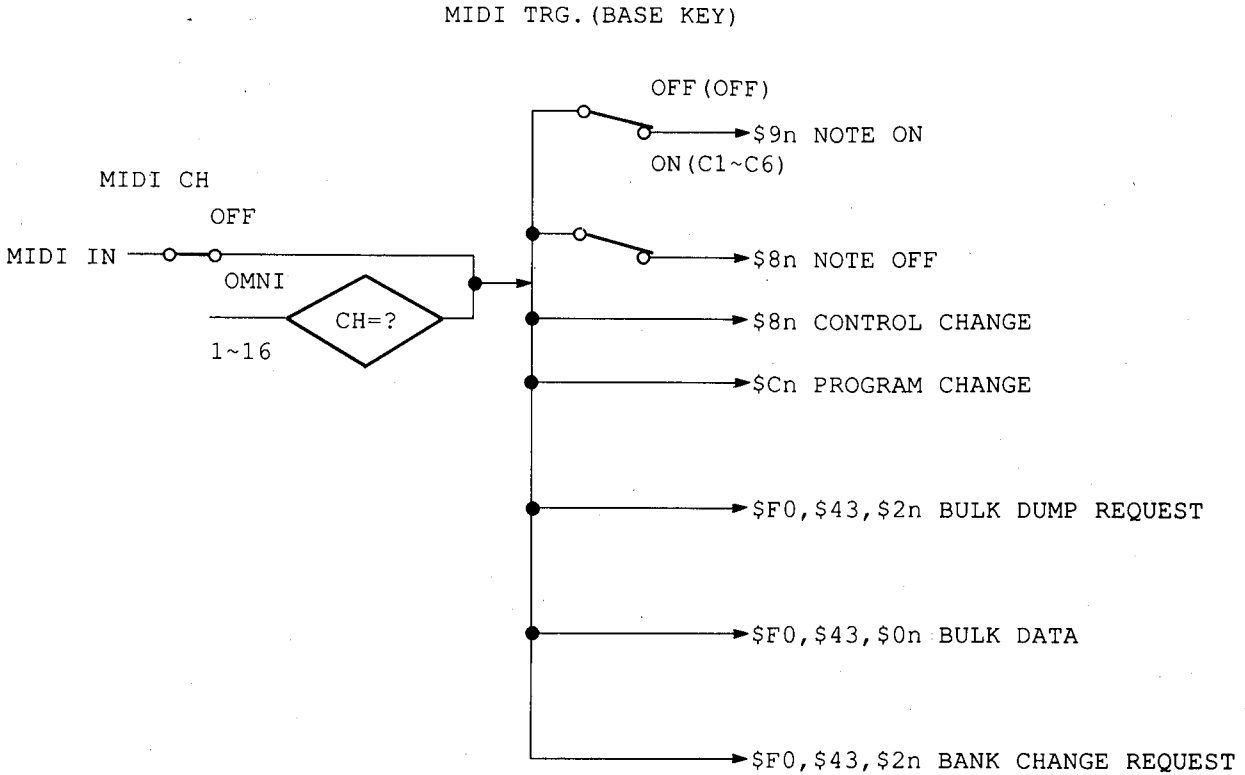 MIDI TRG.(BASE KEY)
OFF(OFF)
$9n NOTE ON
ON(C1~C6)
MIDI CH
OFF
MIDI IN
OMNI
$8n NOTE OFF
CH=?
1~16
$8n CONTROL CHANGE
$Cn PROGRAM CHANGE
$F0,$43,$2n BULK DUMP REQUEST
$F0,$43,$0n BULK DATA
$F0,$43,$2n BANK CHANGE REQUEST